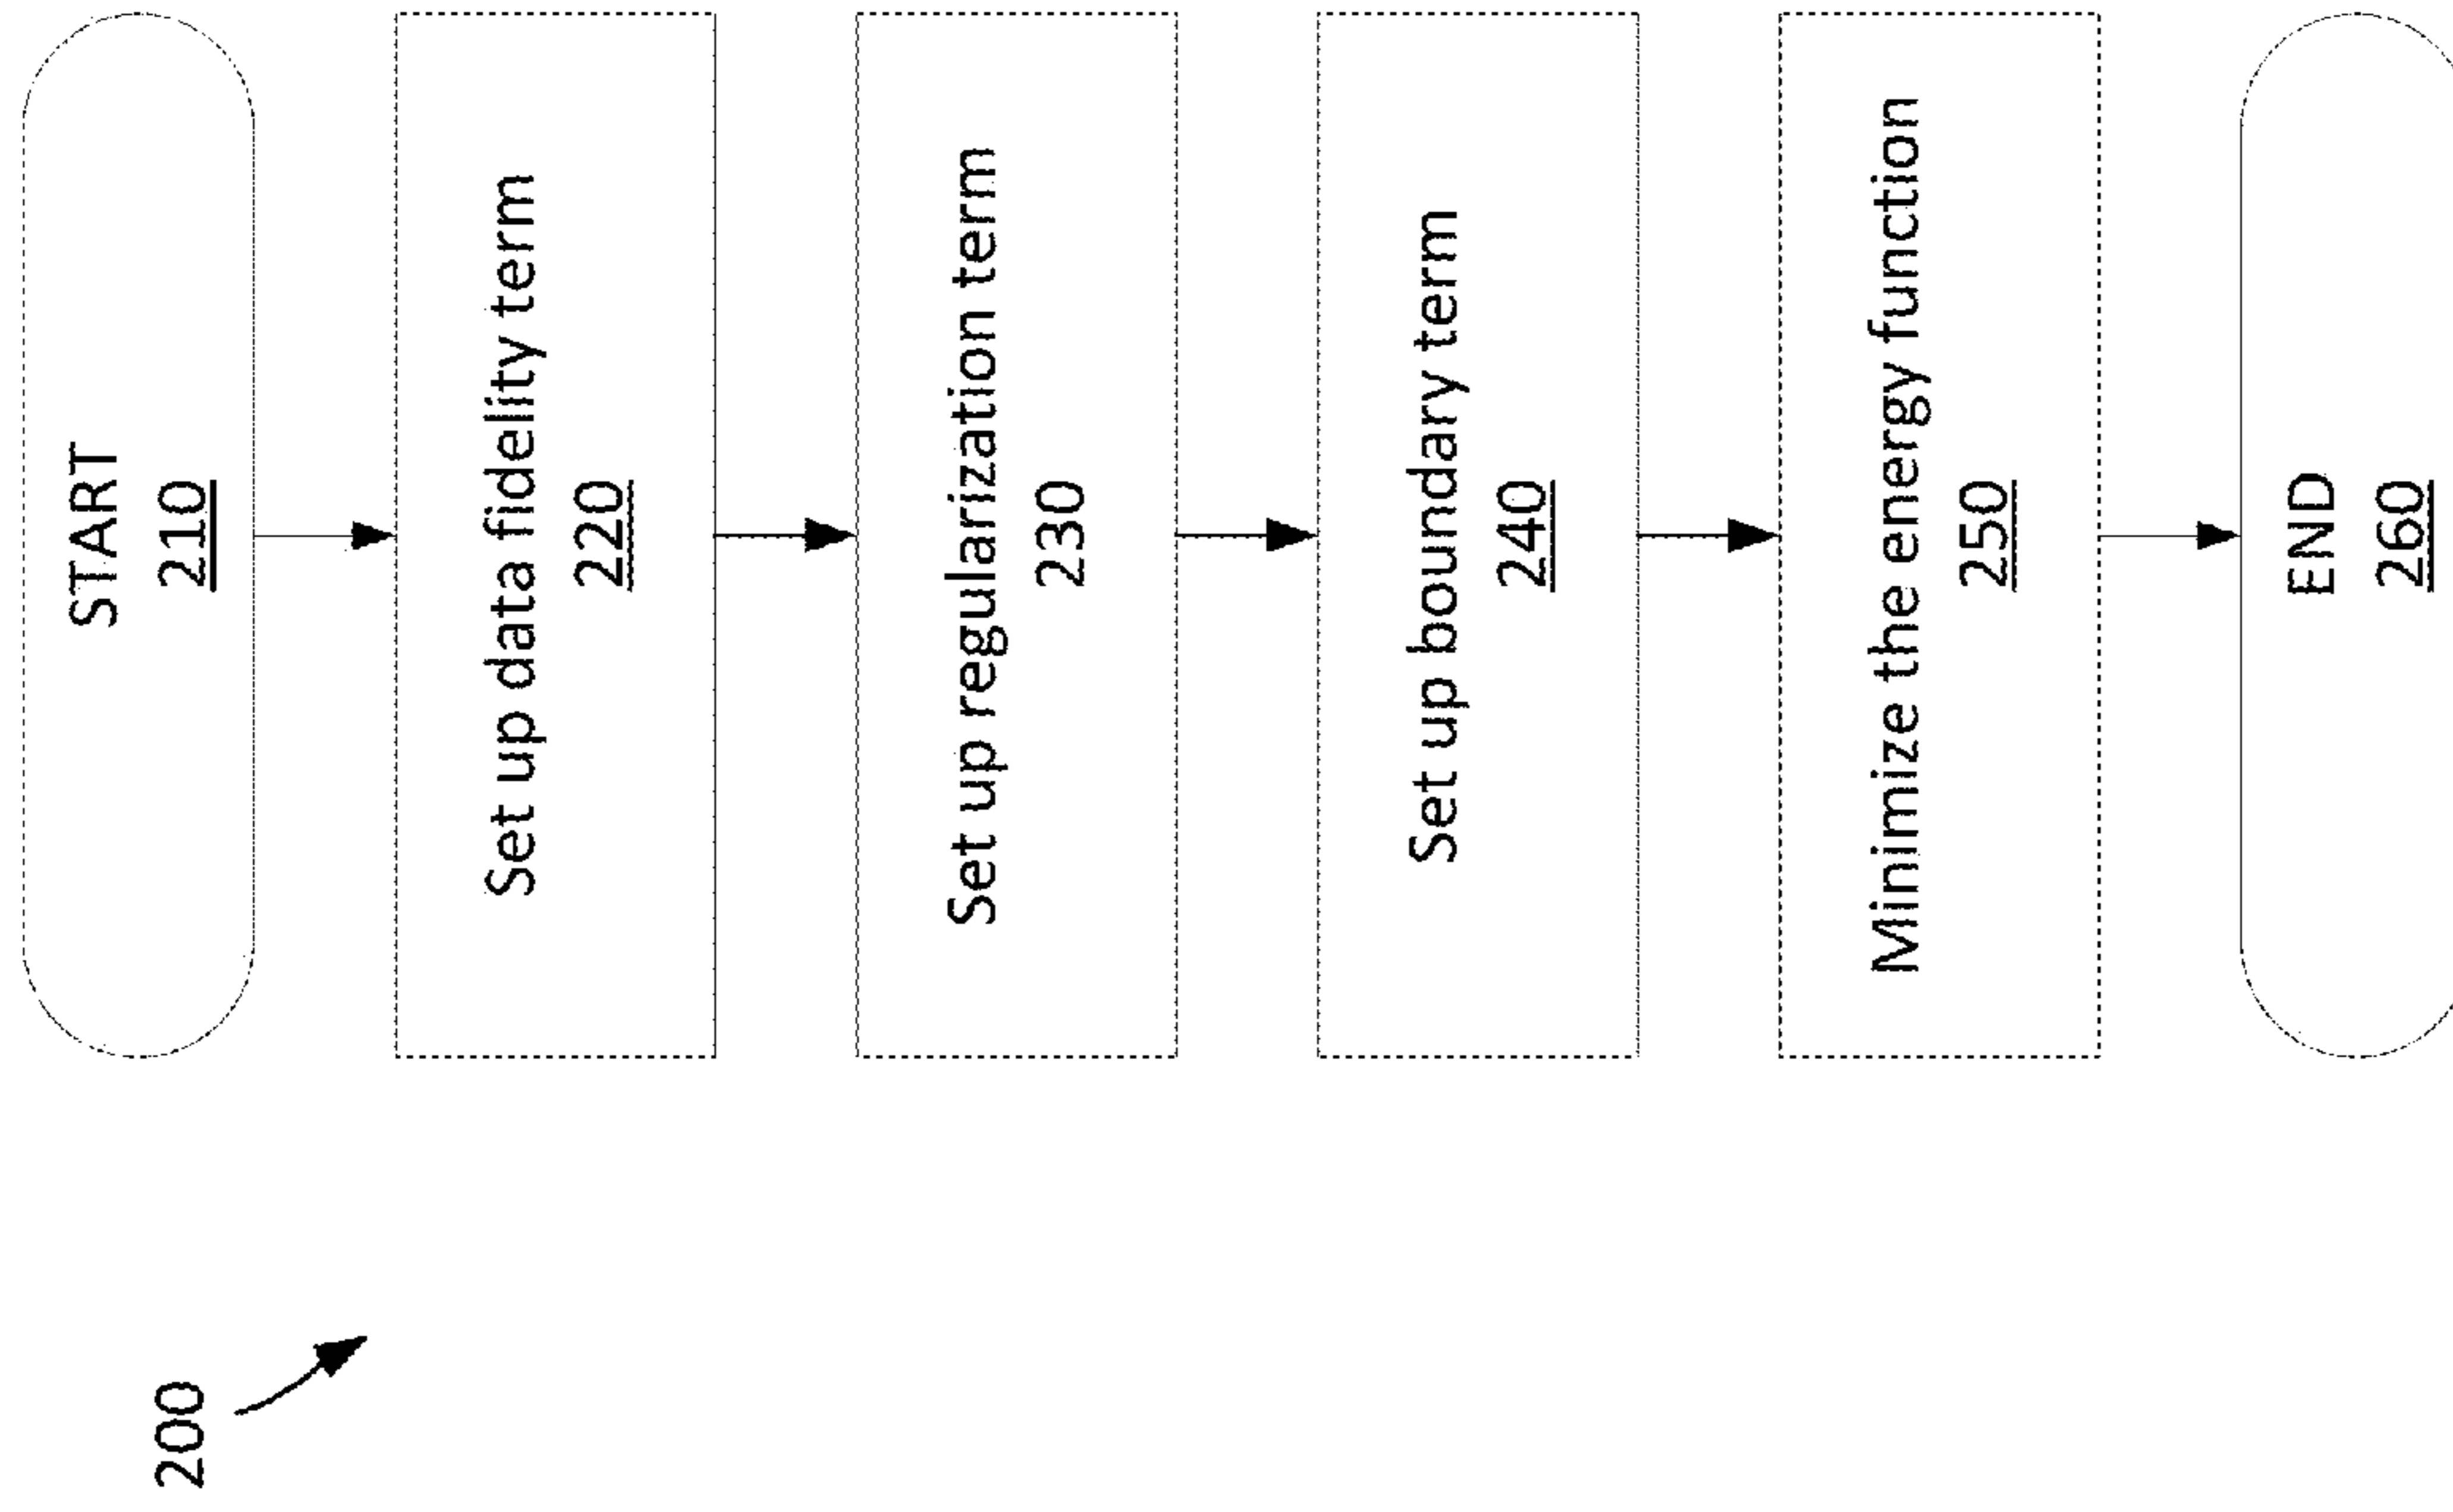 200
START
210
Set up data fidelity term
220
Set up regularization term
230
Set up boundary term
240
Minimize the energy function
250
END
260